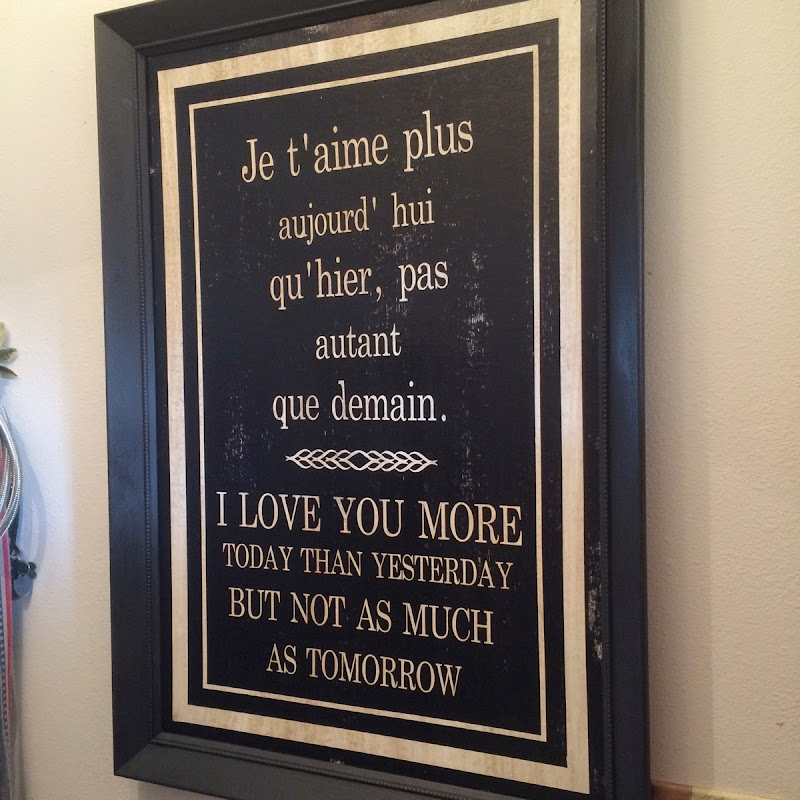 Je t'aime plus
aujourd' hui
qu'hier, pas
autant
que demain.
I LOVE YOU MORE
TODAY THAN YESTERDAY
BUT NOT AS MUCH
AS TOMORROW